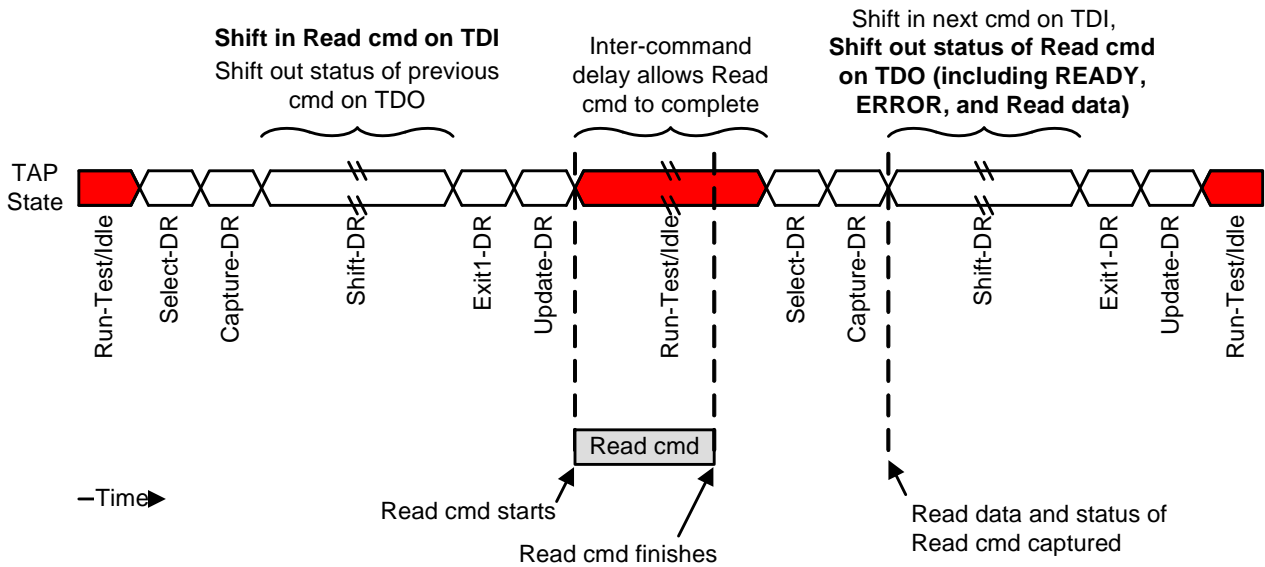 Shift in Read cmd on TDI
Shift out status of previous
cmd on TDO
Inter-command
delay allows Read
cmd to complete
Shift in next cmd on TDI,
Shift out status of Read cmd
on TDO (including READY,
ERROR, and Read data)
TAP
State
Run-Test/Idle
Select-DR
Capture-DR
Shift-DR
Exit1-DR
Update-DR
Run-Test/Idle
Select-DR
Capture-DR
Shift-DR
Exit1-DR
Update-DR
Run-Test/Idle
Read cmd
Time
Read cmd starts
Read cmd finishes
Read data and status of
Read cmd captured